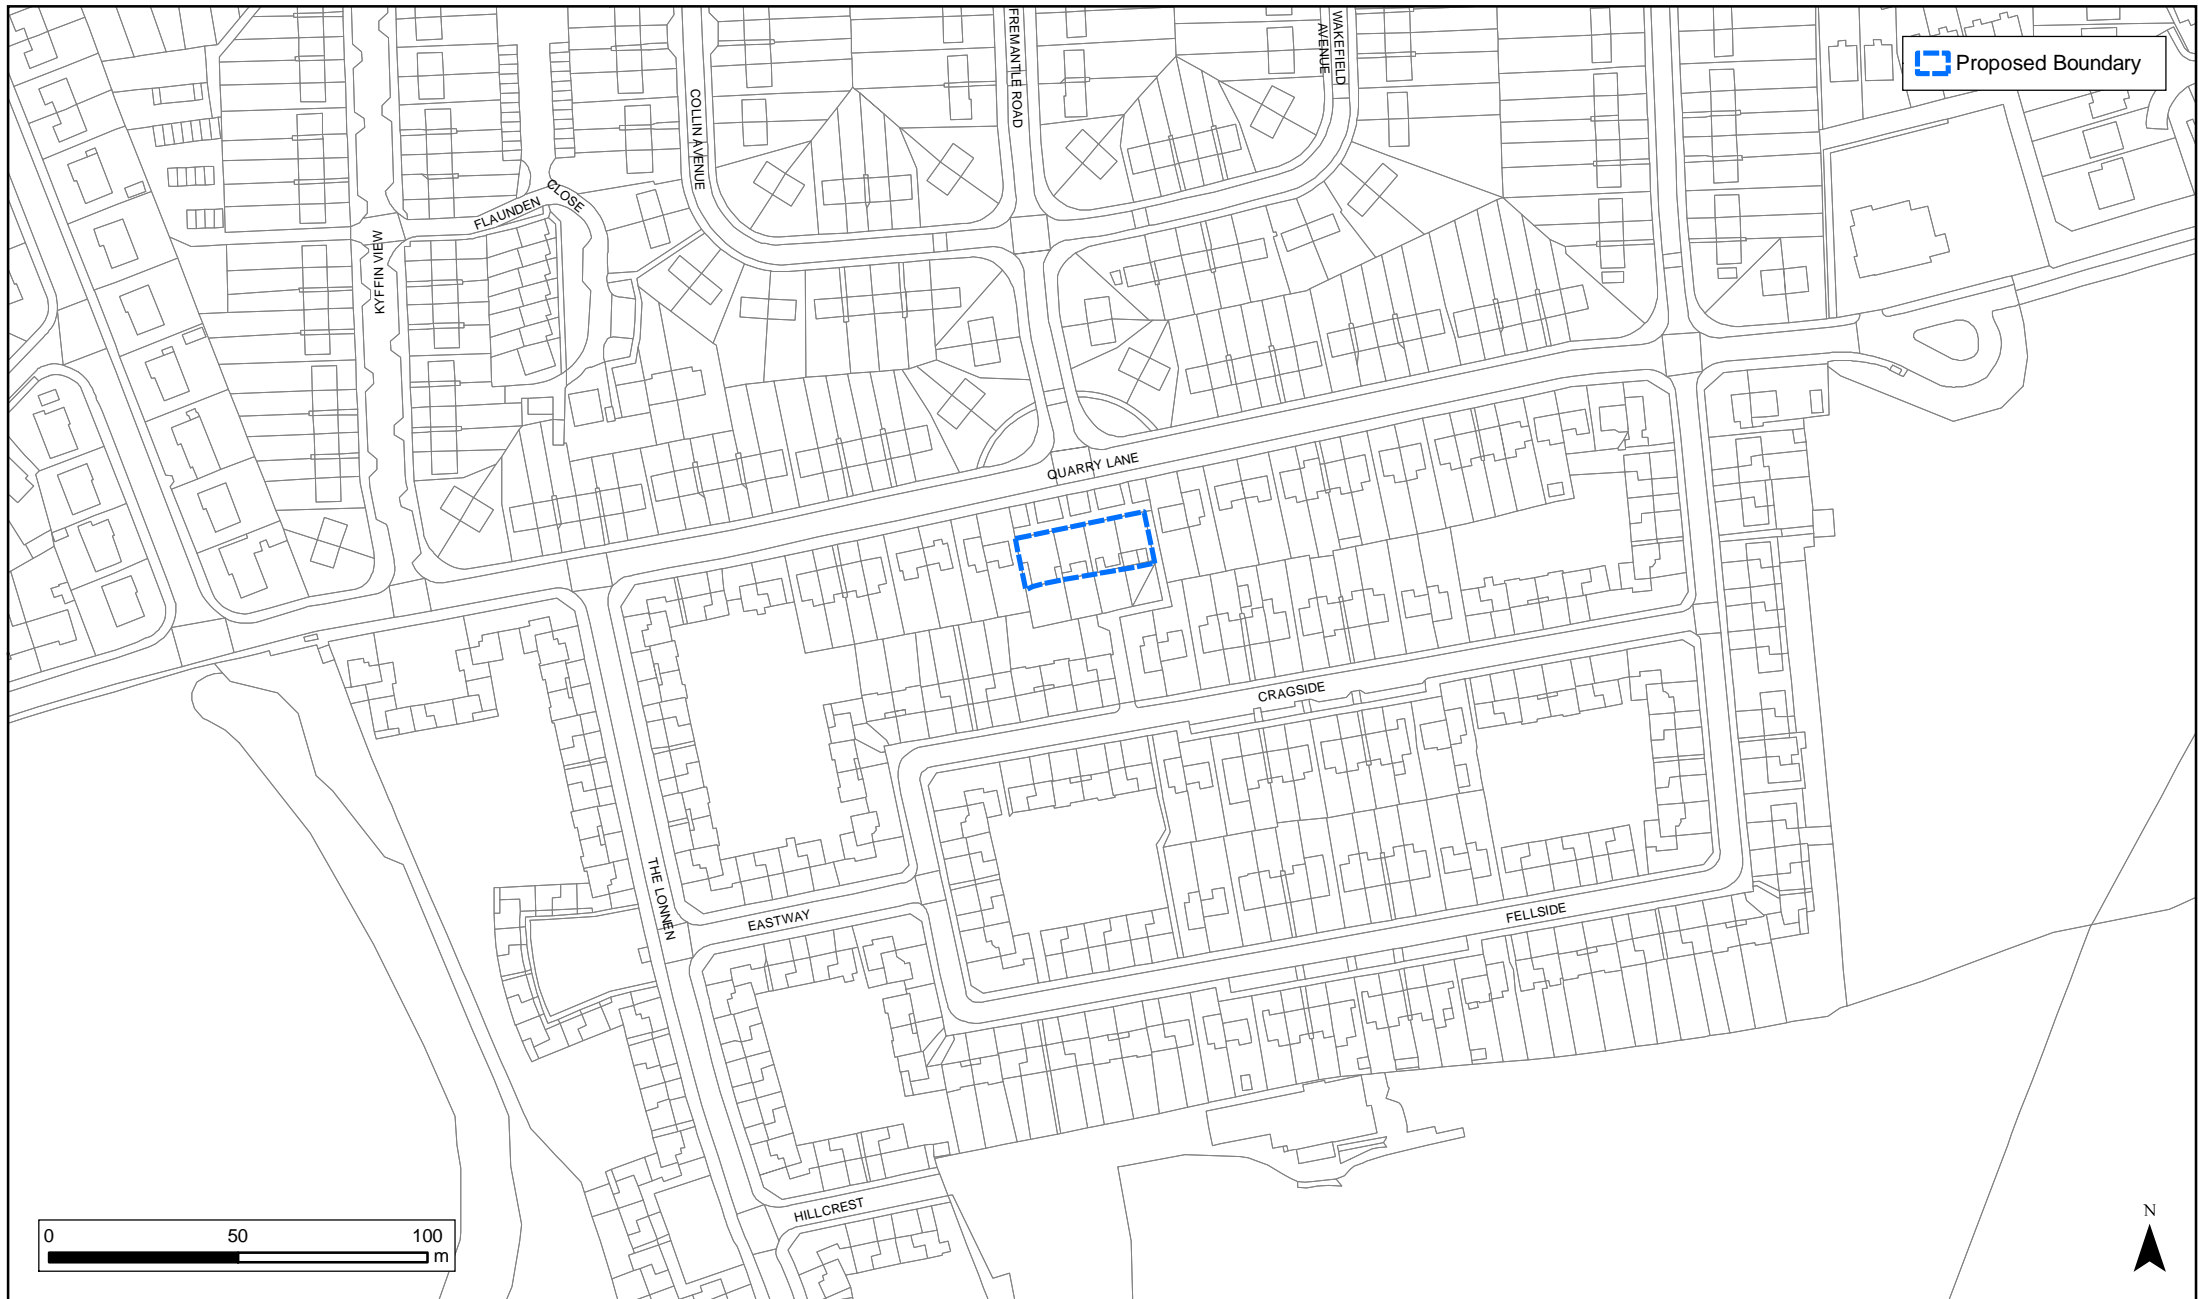 FREMANTLE ROAD
WAKEFIELD
AVENUE
Proposed Boundary
COLLIN AVENUE
FLAUNDEN
CLOSE
KYFFIN VIEW
QUARRY LANE
CRAGSIDE
THE LONNEN
EASTWAY
FELLSIDE
HILLCREST
N
0 50 100
m